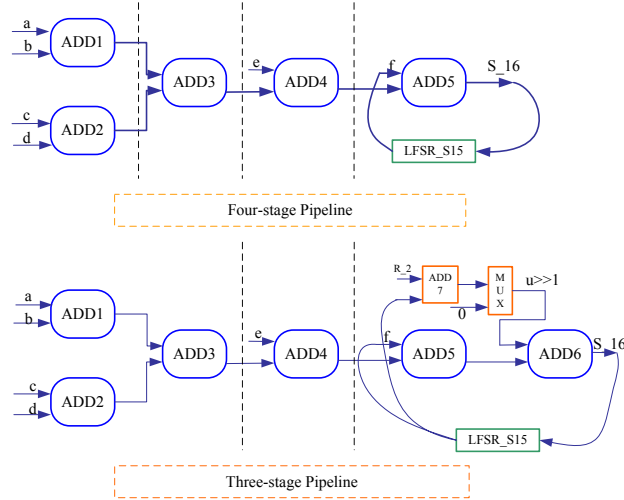 a
b
ADD1
c
d
ADD2
ADD3
e
ADD4
f
ADD5
S_16
LFSR_S15
Four-stage Pipeline
a
b
ADD1
c
d
ADD2
ADD3
e
ADD4
R_2
ADD
7
0
M
U
X
u>>1
f
ADD5
ADD6
S_16
LFSR_S15
Three-stage Pipeline